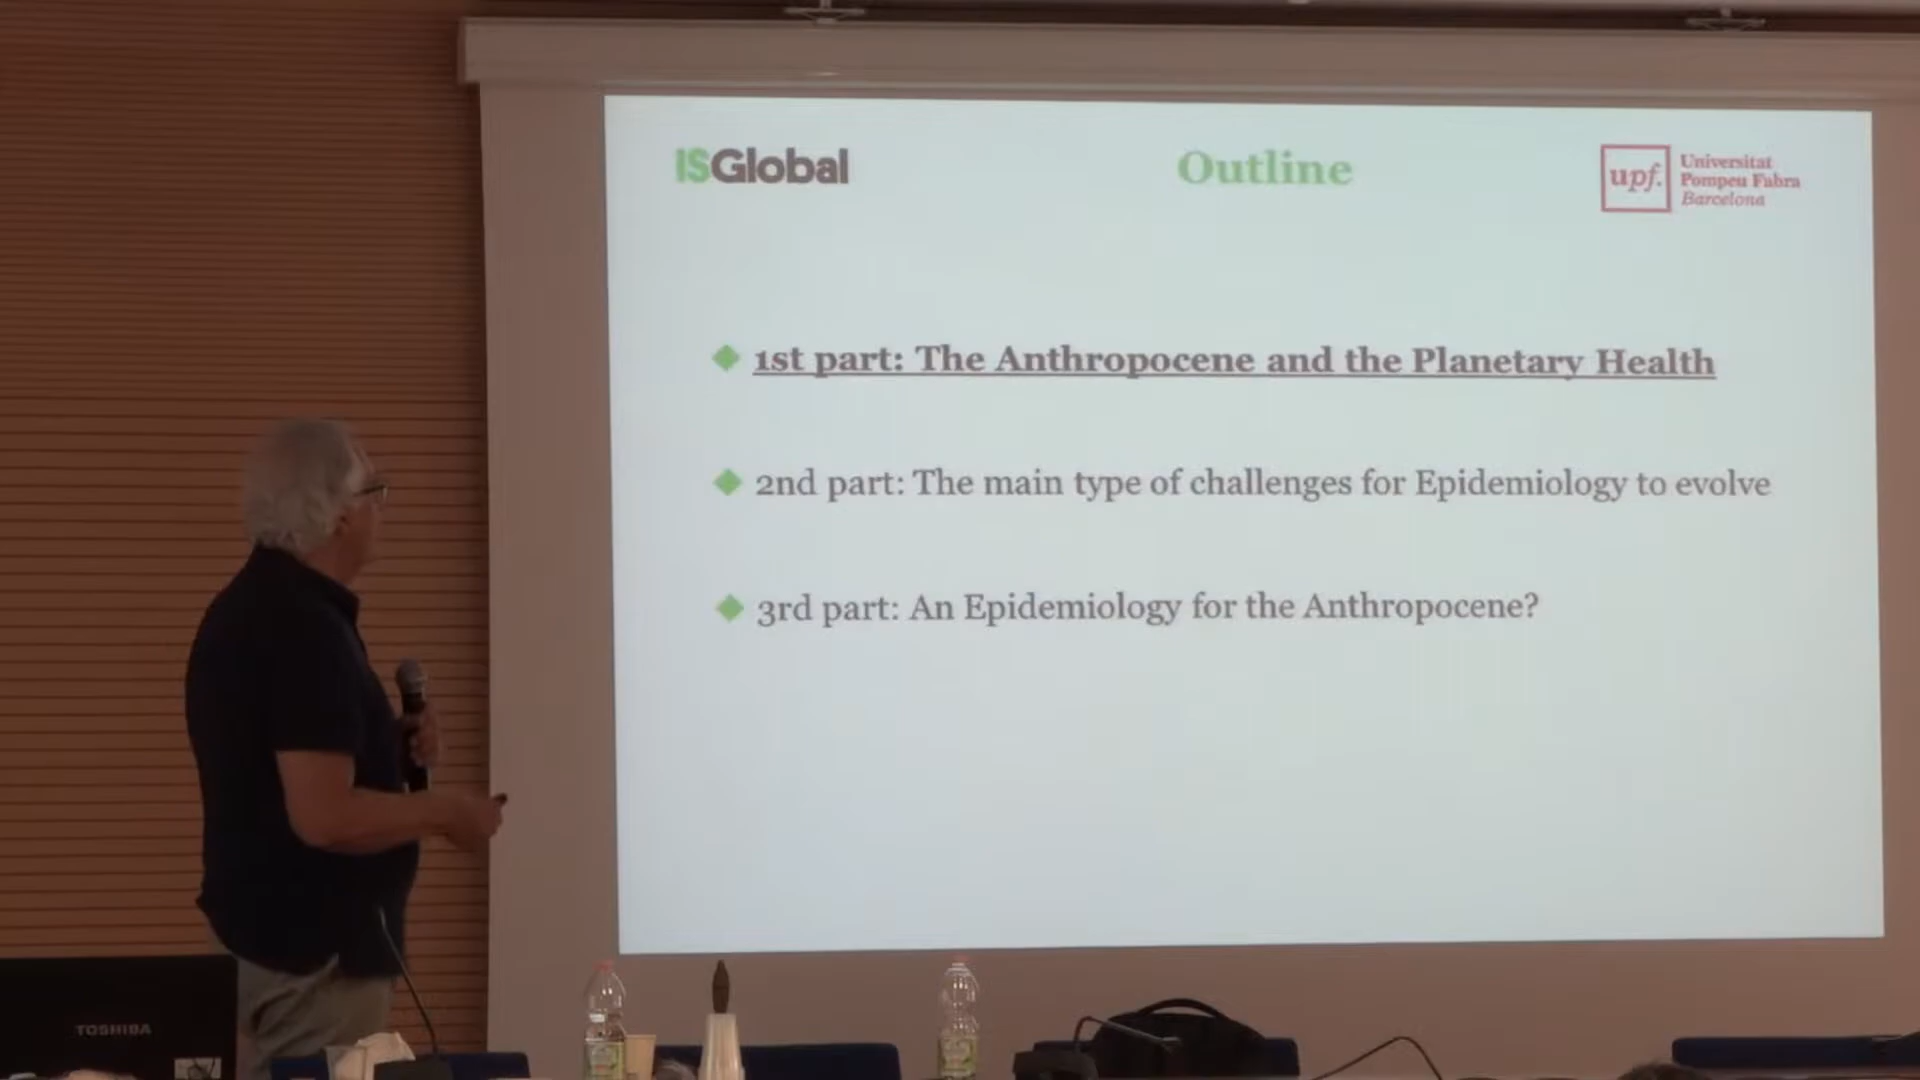 ISGlobal
Outline
upf.
Universitat
Pompeu Fabra
Barcelona
1st part: The Anthropocene and the Planetary Health
2nd part: The main type of challenges for Epidemiology to evolve
3rd part: An Epidemiology for the Anthropocene?
TOSHIBA